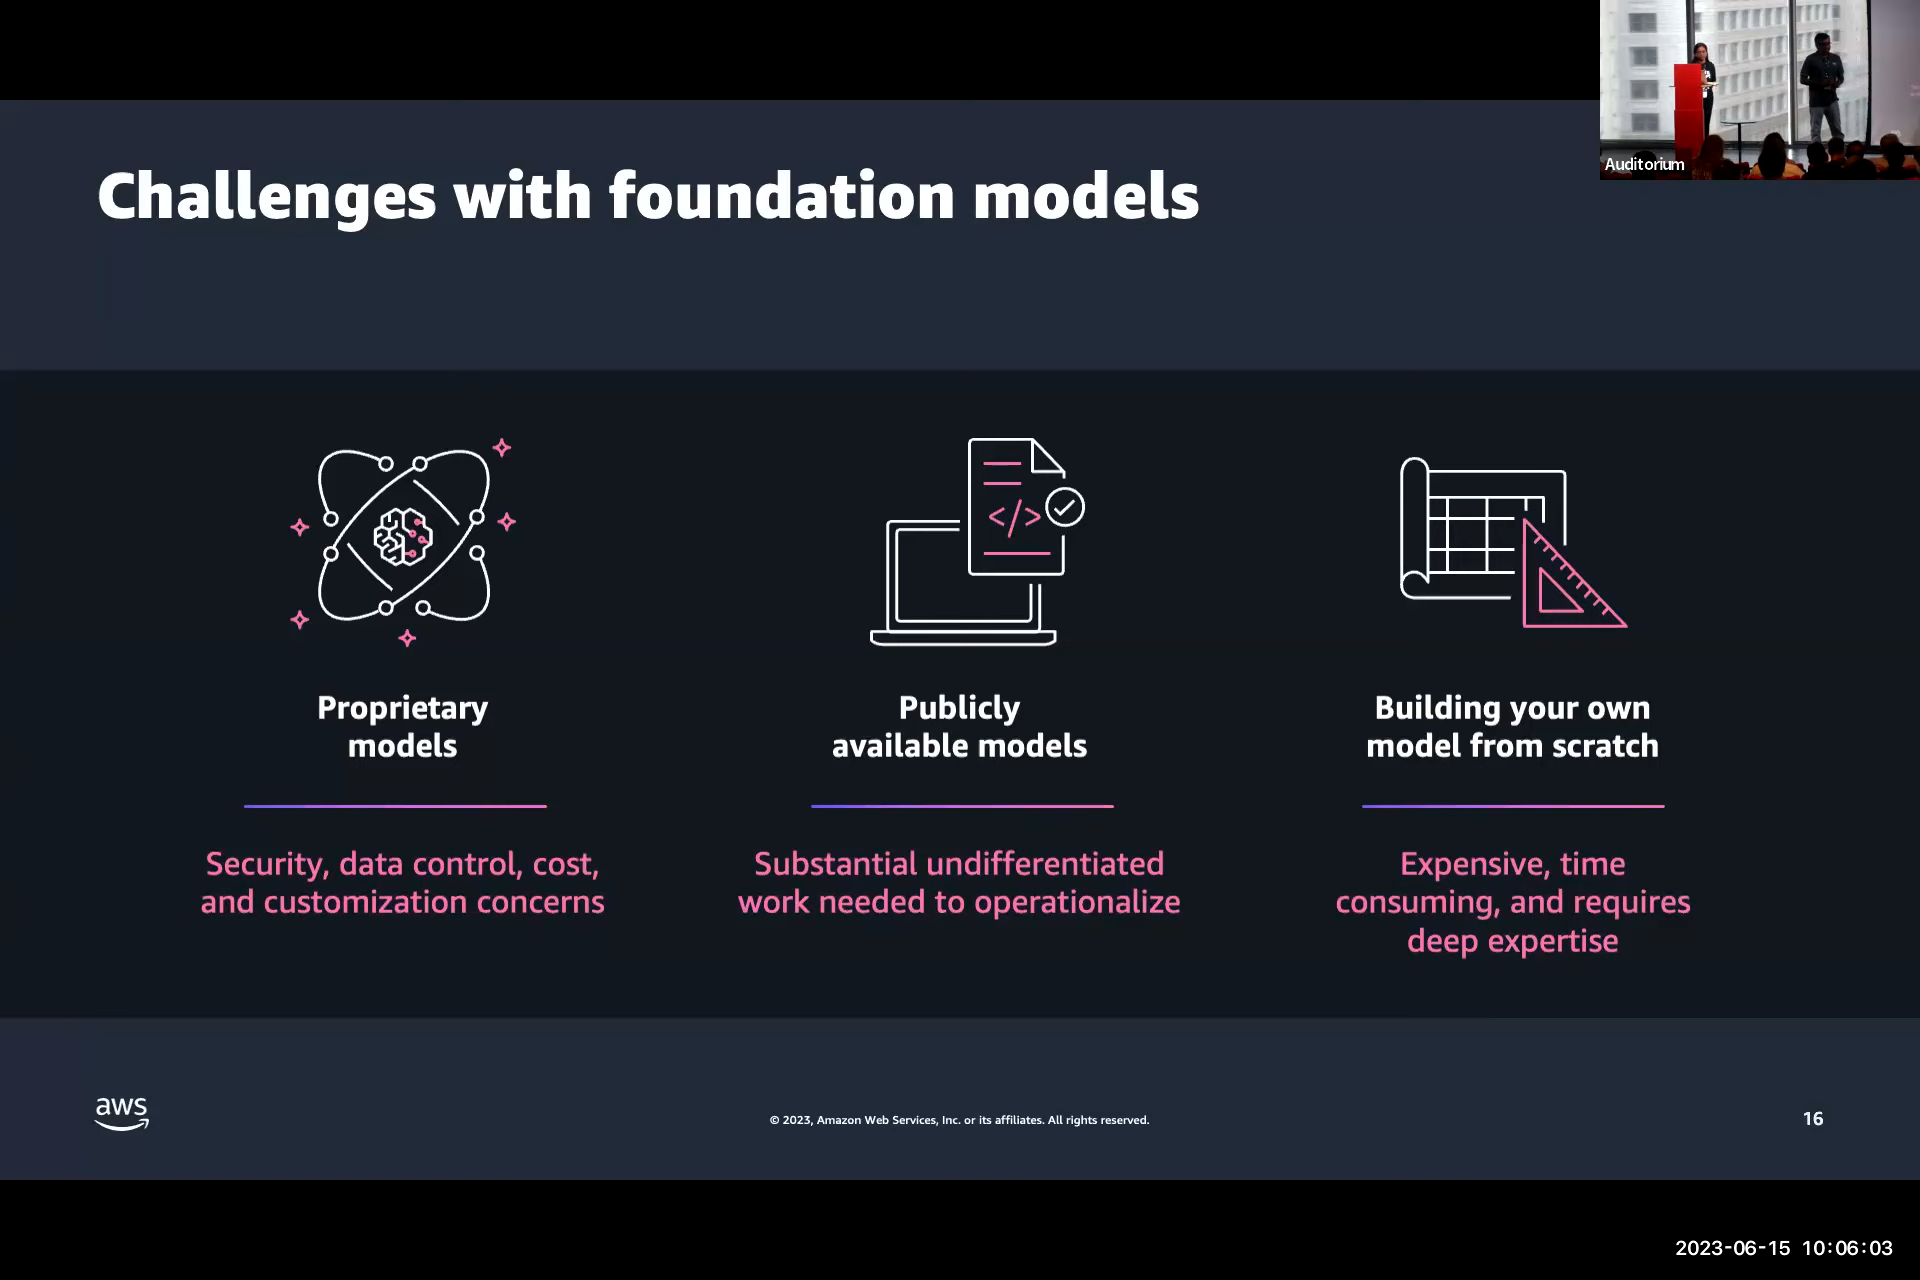 Auditorium
Challenges with foundation models
Proprietary
models
Security, data control, cost,
and customization concerns
Publicly
available models
Substantial undifferentiated
work needed to operationalize
Building your own
model from scratch
Expensive, time
consuming, and requires
deep expertise
aws
© 2023, Amazon Web Services, Inc. or its affiliates. All rights reserved.
16
2023-06-15 10:06:03